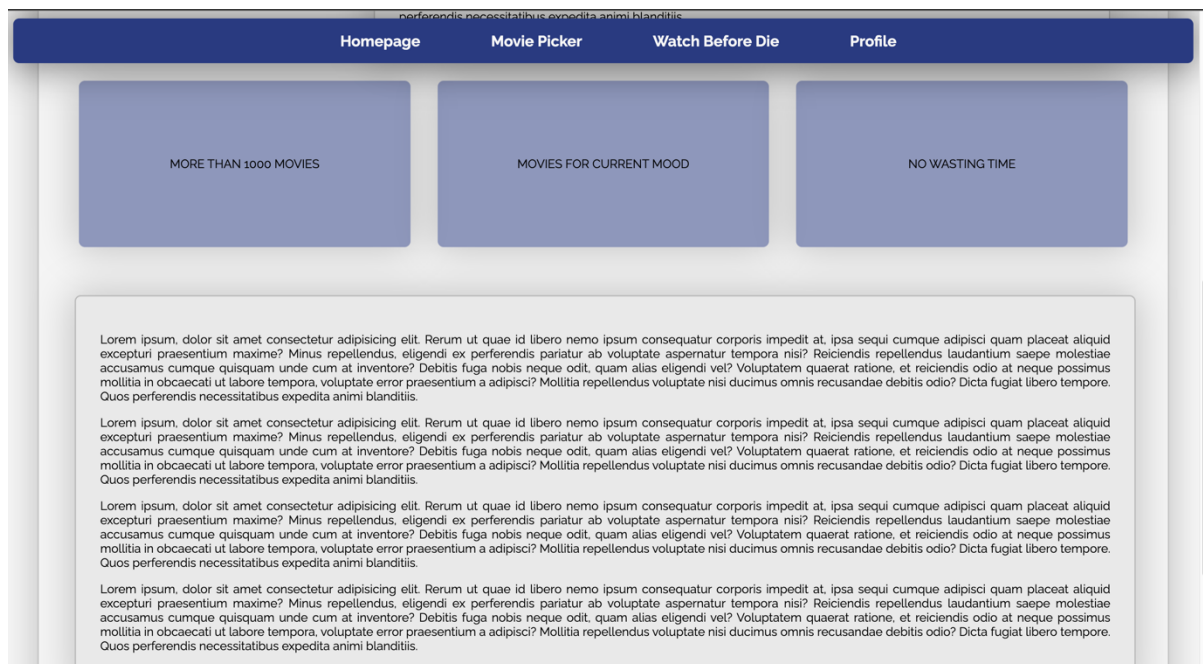 perferendis necessitatibus expedita animi blanditiis.
Homepage Movie Picker Watch Before Die Profile
MORE THAN 1000 MOVIES MOVIES FOR CURRENT MOOD NO WASTING TIME
Lorem ipsum, dolor sit amet consectetur adipisicing elit. Rerum ut quae id libero nemo ipsum consequatur corporis impedit at, ipsa sequi cumque adipisci quam placeat aliquid
excepturi praesentium maxime? Minus repellendus, eligendi ex perferendis pariatur ab voluptate aspernatur tempora nisi? Reiciendis repellendus laudantium saepe molestiae
accusamus cumque quisquam unde cum at inventore? Debitis fuga nobis neque odit, quam alias eligendi vel? Voluptatem quaerat ratione, et reiciendis odio at neque possimus
mollitia in obcaecati ut labore tempora, voluptate error praesentium a adipisci? Mollitia repellendus voluptate nisi ducimus omnis recusandae debitis odio? Dicta fugiat libero tempore.
Quos perferendis necessitatibus expedita animi blanditiis.
Lorem ipsum, dolor sit amet consectetur adipisicing elit. Rerum ut quae id libero nemo ipsum consequatur corporis impedit at, ipsa sequi cumque adipisci quam placeat aliquid
excepturi praesentium maxime? Minus repellendus, eligendi ex perferendis pariatur ab voluptate aspernatur tempora nisi? Reiciendis repellendus laudantium saepe molestiae
accusamus cumque quisquam unde cum at inventore? Debitis fuga nobis neque odit, quam alias eligendi vel? Voluptatem quaerat ratione, et reiciendis odio at neque possimus
mollitia in obcaecati ut labore tempora, voluptate error praesentium a adipisci? Mollitia repellendus voluptate nisi ducimus omnis recusandae debitis odio? Dicta fugiat libero tempore.
Quos perferendis necessitatibus expedita animi blanditiis.
Lorem ipsum, dolor sit amet consectetur adipisicing elit. Rerum ut quae id libero nemo ipsum consequatur corporis impedit at, ipsa sequi cumque adipisci quam placeat aliquid
excepturi praesentium maxime? Minus repellendus, eligendi ex perferendis pariatur ab voluptate aspernatur tempora nisi? Reiciendis repellendus laudantium saepe molestiae
accusamus cumque quisquam unde cum at inventore? Debitis fuga nobis neque odit, quam alias eligendi vel? Voluptatem quaerat ratione, et reiciendis odio at neque possimus
mollitia in obcaecati ut labore tempora, voluptate error praesentium a adipisci? Mollitia repellendus voluptate nisi ducimus omnis recusandae debitis odio? Dicta fugiat libero tempore.
Quos perferendis necessitatibus expedita animi blanditiis.
Lorem ipsum, dolor sit amet consectetur adipisicing elit. Rerum ut quae id libero nemo ipsum consequatur corporis impedit at, ipsa sequi cumque adipisci quam placeat aliquid
excepturi praesentium maxime? Minus repellendus, eligendi ex perferendis pariatur ab voluptate aspernatur tempora nisi? Reiciendis repellendus laudantium saepe molestiae
accusamus cumque quisquam unde cum at inventore? Debitis fuga nobis neque odit, quam alias eligendi vel? Voluptatem quaerat ratione, et reiciendis odio at neque possimus
mollitia in obcaecati ut labore tempora, voluptate error praesentium a adipisci? Mollitia repellendus voluptate nisi ducimus omnis recusandae debitis odio? Dicta fugiat libero tempore.
Quos perferendis necessitatibus expedita animi blanditiis.